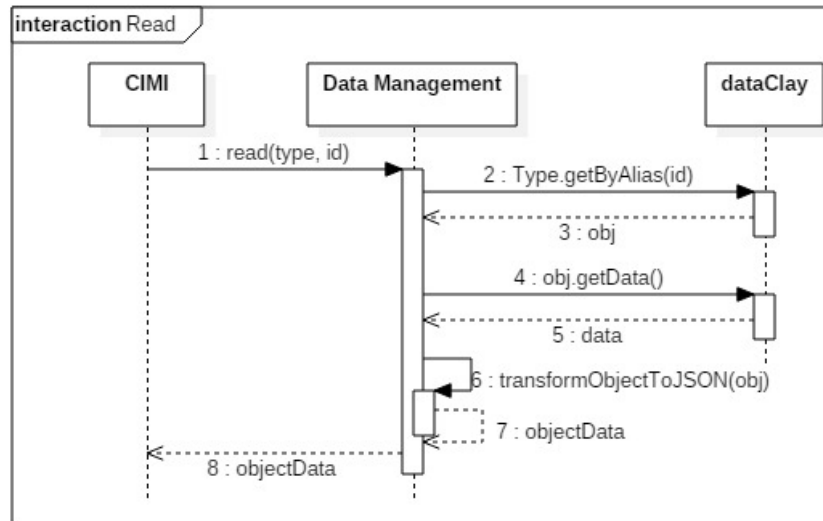 interaction Read
CIMI
Data Management
dataClay
1 : read(type, id)
2 : Type.getByAlias(id)
3 : obj
4 : obj.getData()
5 : data
6 : transformObjectToJSON(obj)
7 : objectData
8 : objectData